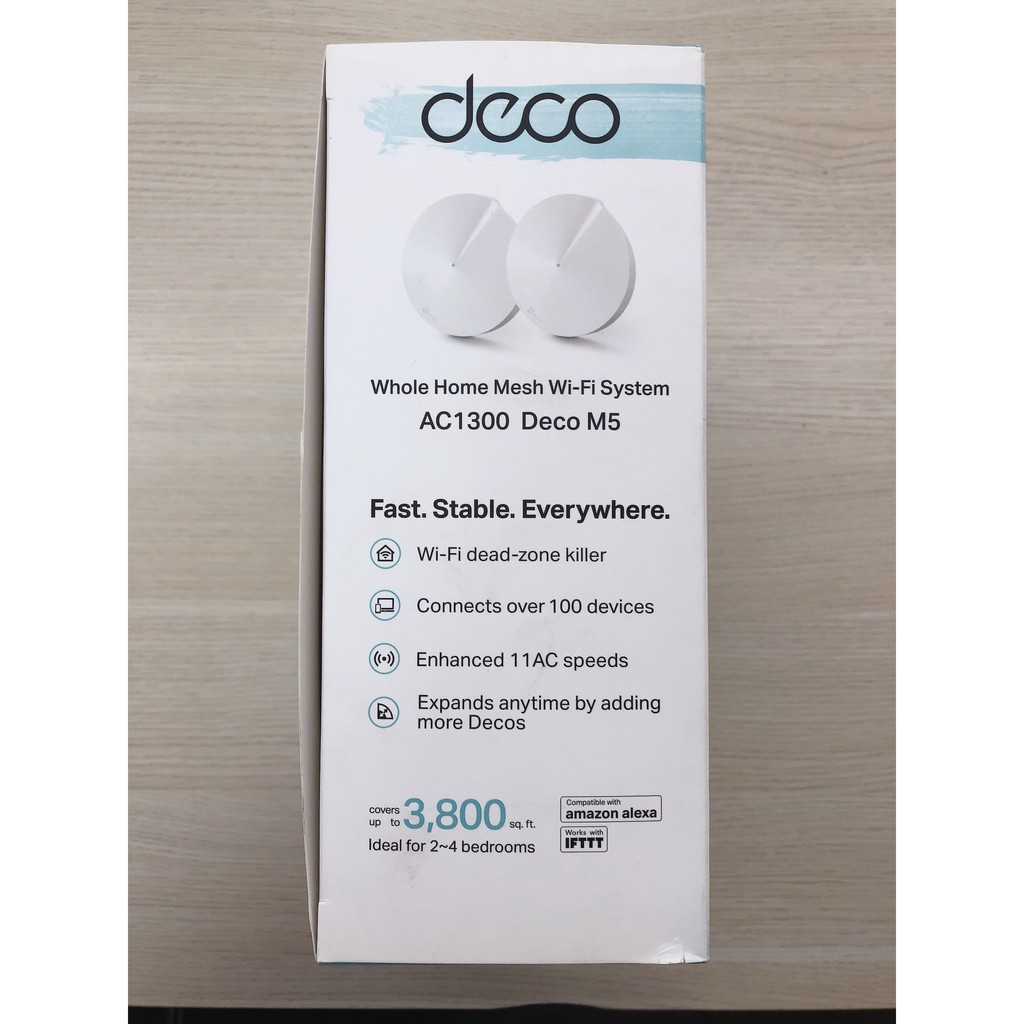 deco
Whole Home Mesh Wi-Fi System
AC1300 Deco M5
Fast. Stable. Everywhere.
Wi-Fi dead-zone killer
Connects over 100 devices
Enhanced 11AC speeds
Expands anytime by adding
more Decos
covers
up to 3,800 sq. ft.
Ideal for 2~4 bedrooms
Compatible with
amazon alexa
Works with
IFTTT